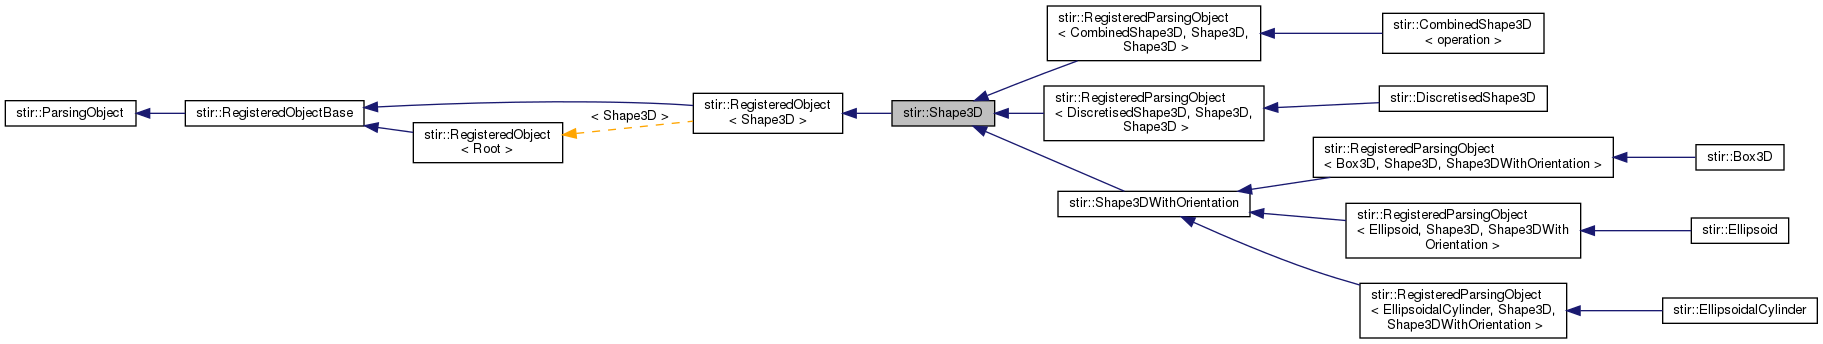 stir::ParsingObject
stir::RegisteredObjectBase
stir::RegisteredObject
< Root >
< Shape3D >
stir::RegisteredObject
< Shape3D >
stir::Shape3D
stir::RegisteredParsingObject
< CombinedShape3D, Shape3D,
Shape3D >
stir::CombinedShape3D
< operation >
stir::RegisteredParsingObject
< DiscretisedShape3D, Shape3D,
Shape3D >
stir::DiscretisedShape3D
stir::Shape3DWithOrientation
stir::RegisteredParsingObject
< Box3D, Shape3D, Shape3DWithOrientation >
stir::Box3D
stir::RegisteredParsingObject
< Ellipsoid, Shape3D, Shape3DWith
Orientation >
stir::Ellipsoid
stir::RegisteredParsingObject
< EllipsoidalCylinder, Shape3D,
Shape3DWithOrientation >
stir::EllipsoidalCylinder